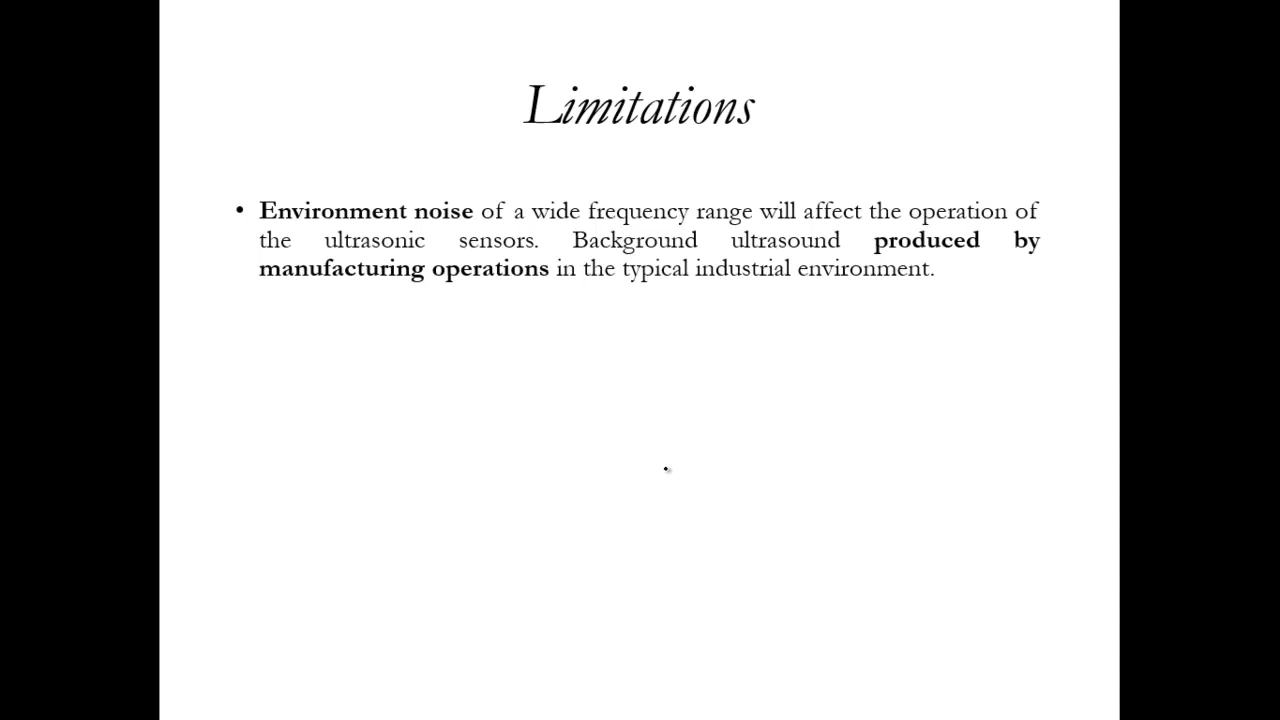 Limitations
• Environment noise of a wide frequency range will affect the operation of
the ultrasonic sensors. Background ultrasound produced by
manufacturing operations in the typical industrial environment.